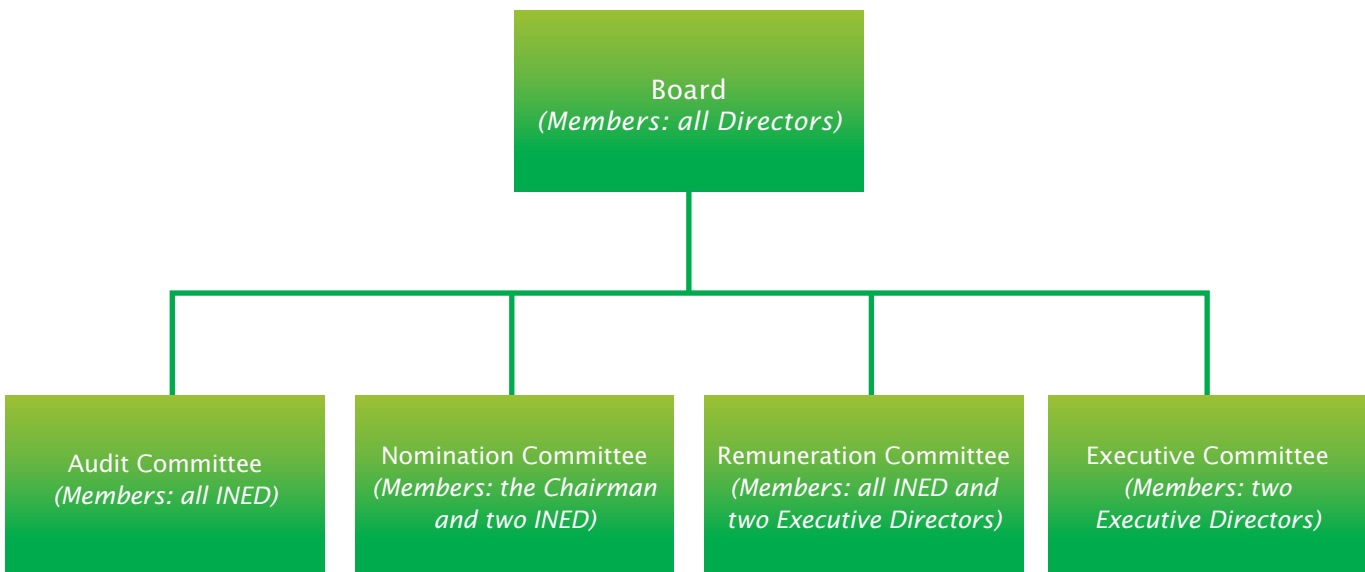 Board
(Members: all Directors)
Audit Committee
(Members: all INED)
Nomination Committee
(Members: the Chairman
and two INED)
Remuneration Committee
(Members: all INED and
two Executive Directors)
Executive Committee
(Members: two
Executive Directors)